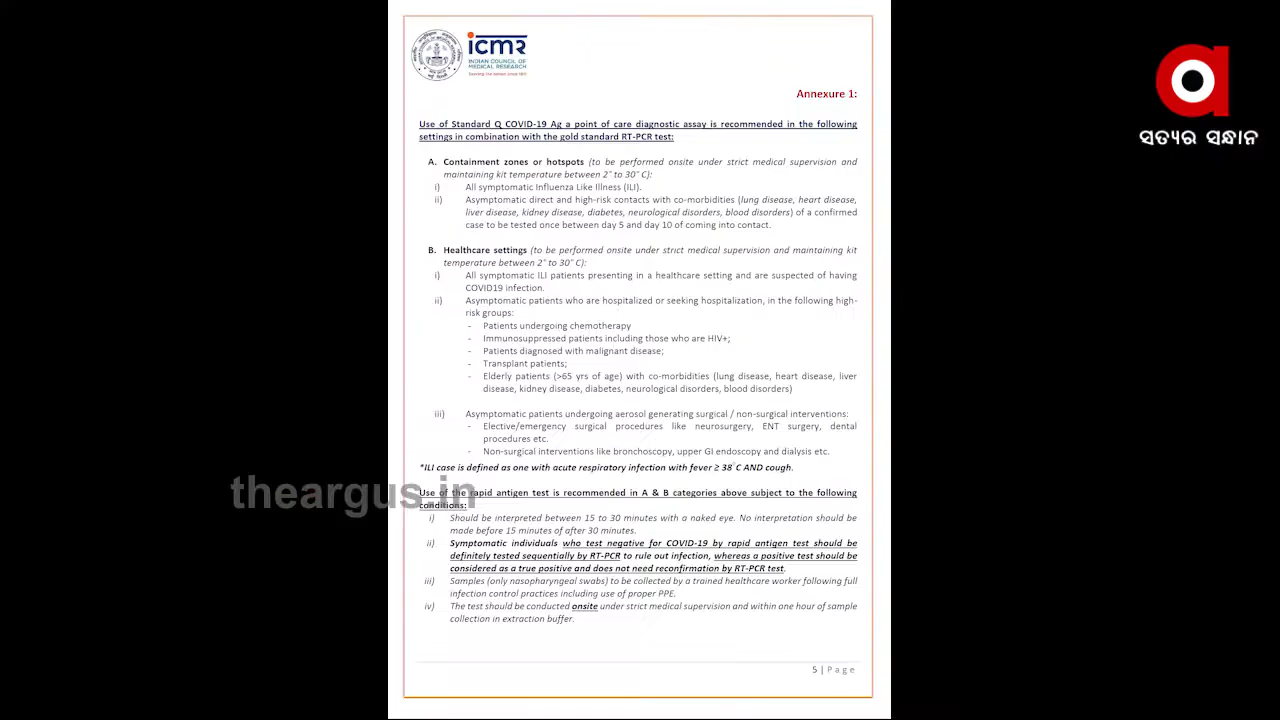 icmr
INDIAN COUNCIL OF
MEDICAL RESEARCH
Serving the nation since 1911
ସତ୍ୟର ସନ୍ଧାନ
Annexure 1:
Use of Standard Q COVID-19 Ag a point of care diagnostic assay is recommended in the following
settings in combination with the gold standard RT-PCR test:
A. Containment zones or hotspots (to be performed onsite under strict medical supervision and
maintaining kit temperature between 2° to 30° C):
i) All symptomatic Influenza Like Illness (ILI).
ii) Asymptomatic direct and high-risk contacts with co-morbidities (lung disease, heart disease,
liver disease, kidney disease, diabetes, neurological disorders, blood disorders) of a confirmed
case to be tested once between day 5 and day 10 of coming into contact.
B. Healthcare settings (to be performed onsite under strict medical supervision and maintaining kit
temperature between 2° to 30° C):
i) All symptomatic ILI patients presenting in a healthcare setting and are suspected of having
COVID19 infection.
ii) Asymptomatic patients who are hospitalized or seeking hospitalization, in the following high-
risk groups:
- Patients undergoing chemotherapy
- Immunosuppressed patients including those who are HIV+;
- Patients diagnosed with malignant disease;
- Transplant patients;
- Elderly patients (>65 yrs of age) with co-morbidities (lung disease, heart disease, liver
disease, kidney disease, diabetes, neurological disorders, blood disorders)
iii) Asymptomatic patients undergoing aerosol generating surgical / non-surgical interventions:
- Elective/emergency surgical procedures like neurosurgery, ENT surgery, dental
procedures etc.
- Non-surgical interventions like bronchoscopy, upper GI endoscopy and dialysis etc.
*ILI case is defined as one with acute respiratory infection with fever ≥ 38°C AND cough.
theargus.in
Use of the rapid antigen test is recommended in A & B categories above subject to the following
conditions:
i) Should be interpreted between 15 to 30 minutes with a naked eye. No interpretation should be
made before 15 minutes of after 30 minutes.
ii) Symptomatic individuals who test negative for COVID-19 by rapid antigen test should be
definitely tested sequentially by RT-PCR to rule out infection, whereas a positive test should be
considered as a true positive and does not need reconfirmation by RT-PCR test.
iii) Samples (only nasopharyngeal swabs) to be collected by a trained healthcare worker following full
infection control practices including use of proper PPE.
iv) The test should be conducted onsite under strict medical supervision and within one hour of sample
collection in extraction buffer.
5 | Page